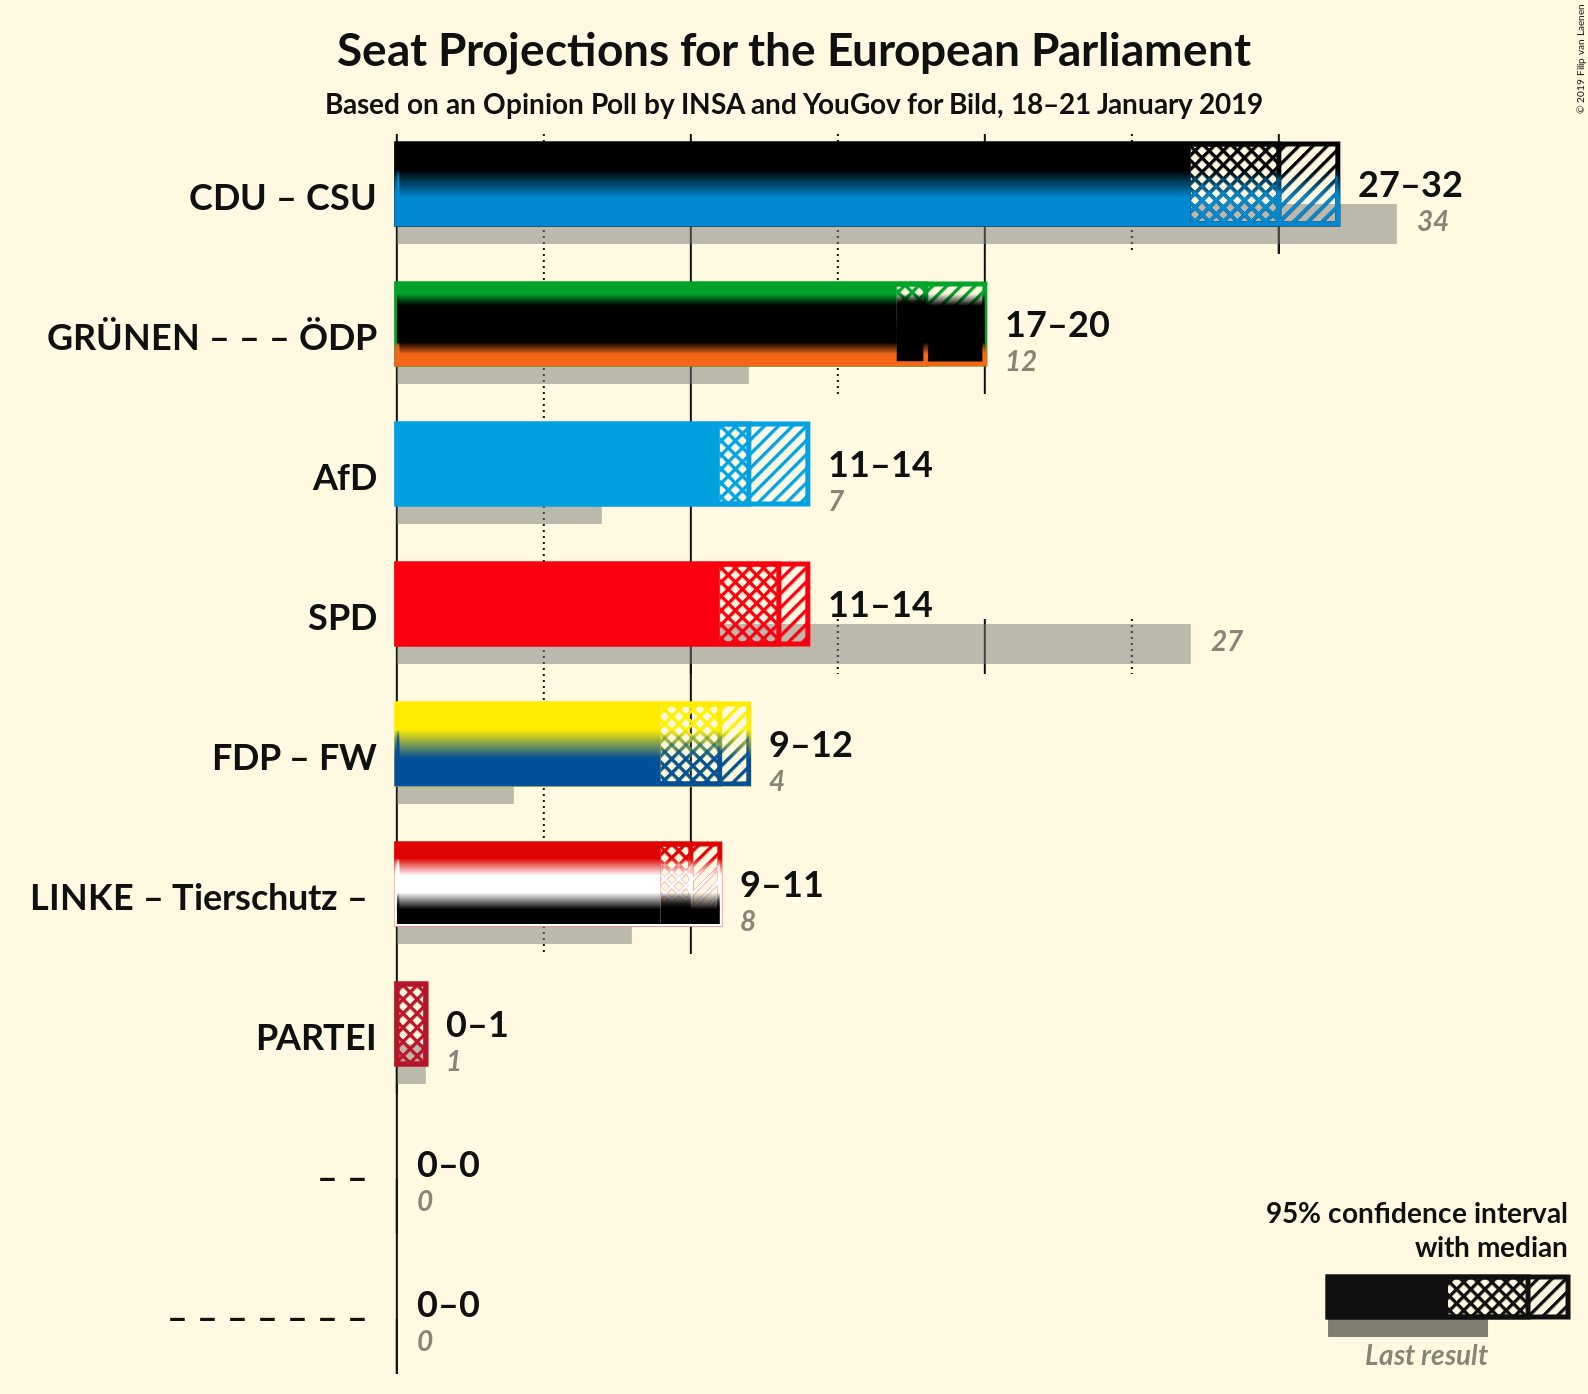 Seat Projections for the European Parliament
Based on an Opinion Poll by INSA and YouGov for Bild, 18–21 January 2019
© 2019 Filip van Laenen
CDU – CSU
27–32
34
GRÜNEN – – – ÖDP
17–20
12
AfD
11–14
7
SPD
11–14
27
FDP – FW
9–12
4
LINKE – Tierschutz –
9–11
8
PARTEI
0–1
1
– –
0–0
0
– – – – – – –
0–0
0
95% confidence interval
with median
Last result